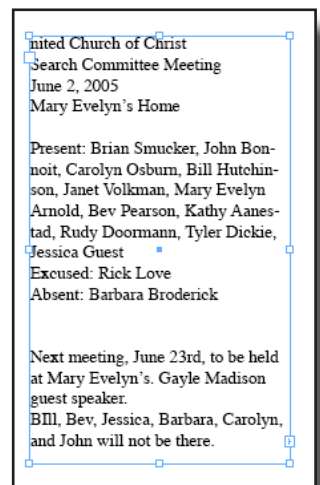 nited Church of Christ
Search Committee Meeting
June 2, 2005
Mary Evelyn's Home
Present: Brian Smucker, John Bon-
noit, Carolyn Osburn, Bill Hutchin-
son, Janet Volkman, Mary Evelyn
Arnold, Bev Pearson, Kathy Aanes-
tad, Rudy Doormann, Tyler Dickie,
Jessica Guest
Excused: Rick Love
Absent: Barbara Broderick
Next meeting, June 23rd, to be held
at Mary Evelyn's. Gayle Madison
guest speaker.
BIll, Bev, Jessica, Barbara, Carolyn,
and John will not be there.